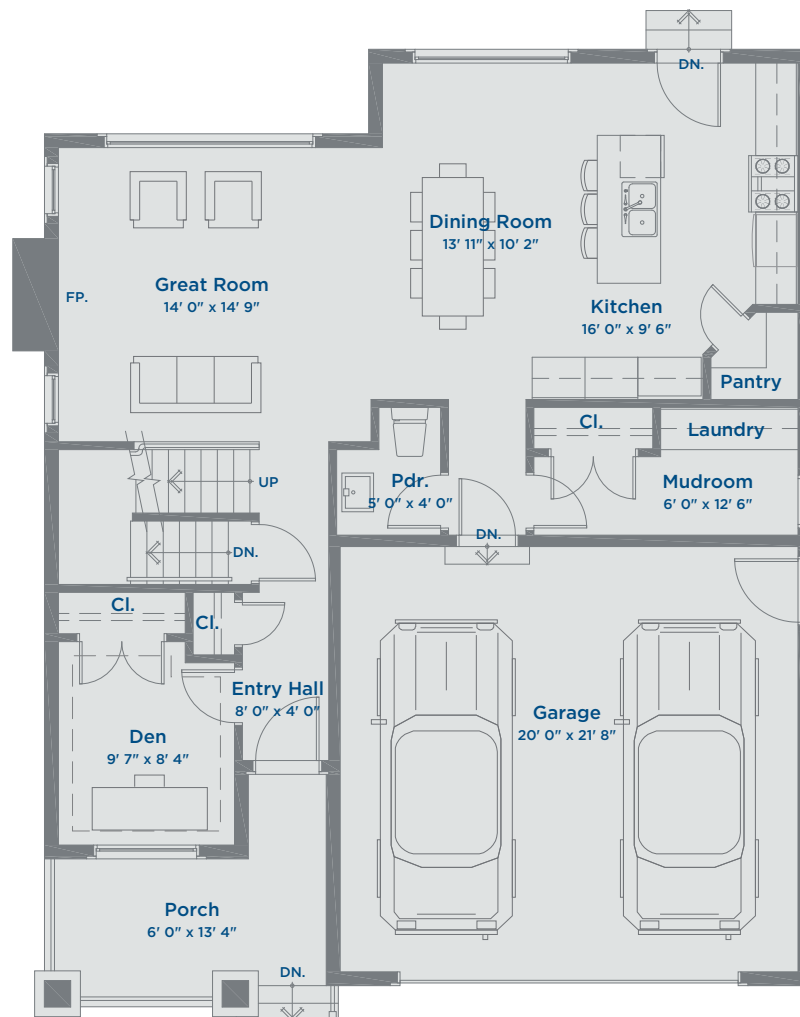 DN.
Dining Room
13' 11" x 10' 2"
Great Room
14' 0" x 14' 9"
FP.
Kitchen
16' 0" x 9' 6"
Pantry
Cl.
Laundry
Pdr.
5' 0" x 4' 0"
Mudroom
6' 0" x 12' 6"
UP
DN.
DN.
Cl.
Cl.
Entry Hall
8' 0" x 4' 0"
Den
9' 7" x 8' 4"
Garage
20' 0" x 21' 8"
Porch
6' 0" x 13' 4"
DN.